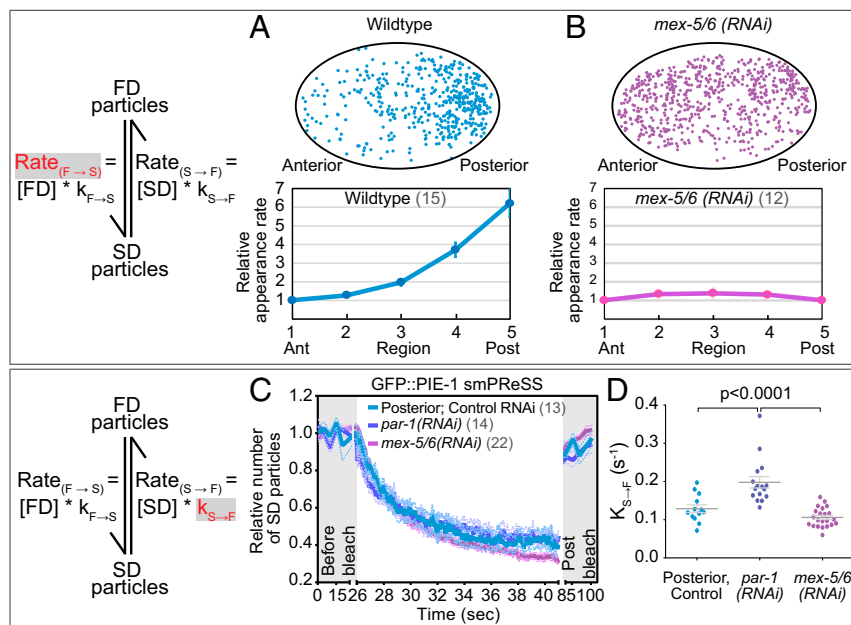 FD
particles
Rate(F → S) =
[FD] * kF→S
Rate(S → F) =
[SD] * kS→F
SD
particles
A
Wildtype
Anterior
Posterior
Relative
appearance rate
7
6
5
4
3
2
1
Wildtype (15)
1
2
3
4
5
Ant
Region
Post
B
mex-5/6 (RNAi)
Anterior
Posterior
Relative
appearance rate
7
6
5
4
3
2
1
mex-5/6 (RNAi) (12)
1
2
3
4
5
Ant
Region
Post
FD
particles
Rate(F → S) =
[FD] * kF→S
Rate(S → F) =
[SD] * kS→F
SD
particles
C
GFP::PIE-1 smPReSS
Relative number
of SD particles
1.2
1.0
0.8
0.6
0.4
0.2
Posterior; Control RNAi (13)
par-1(RNAi) (14)
mex-5/6(RNAi) (22)
Before
bleach
Post
bleach
0 15 26 28 30 32 34 36 38 40 85 100
Time (sec)
D
p<0.0001
KS→F (s-1)
0.4
0.3
0.2
0.1
0.0
Posterior,
Control
par-1
(RNAi)
mex-5/6
(RNAi)